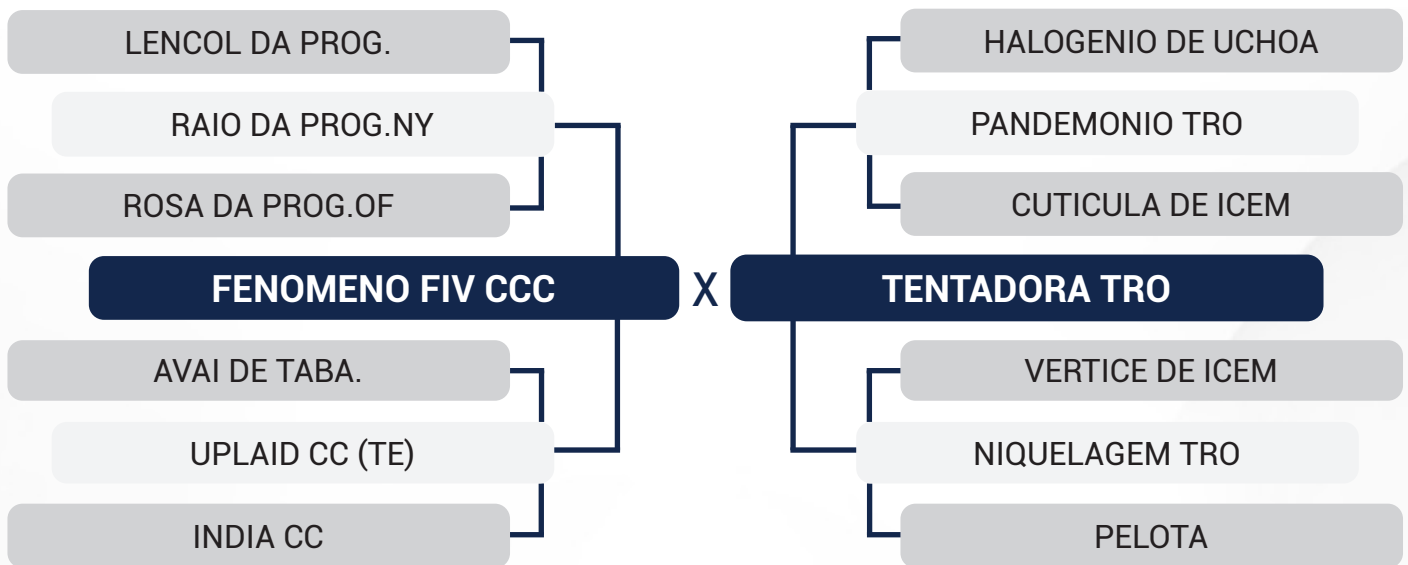 LENCOL DA PROG.
HALOGENIO DE UCHOA
RAIO DA PROG.NY
PANDEMONIO TRO
ROSA DA PROG.OF
CUTICULA DE ICEM
FENOMENO FIV CCC X TENTADORA TRO
AVAI DE TABA.
VERTICE DE ICEM
UPLAID CC (TE)
NIQUELAGEM TRO
INDIA CC
PELOTA